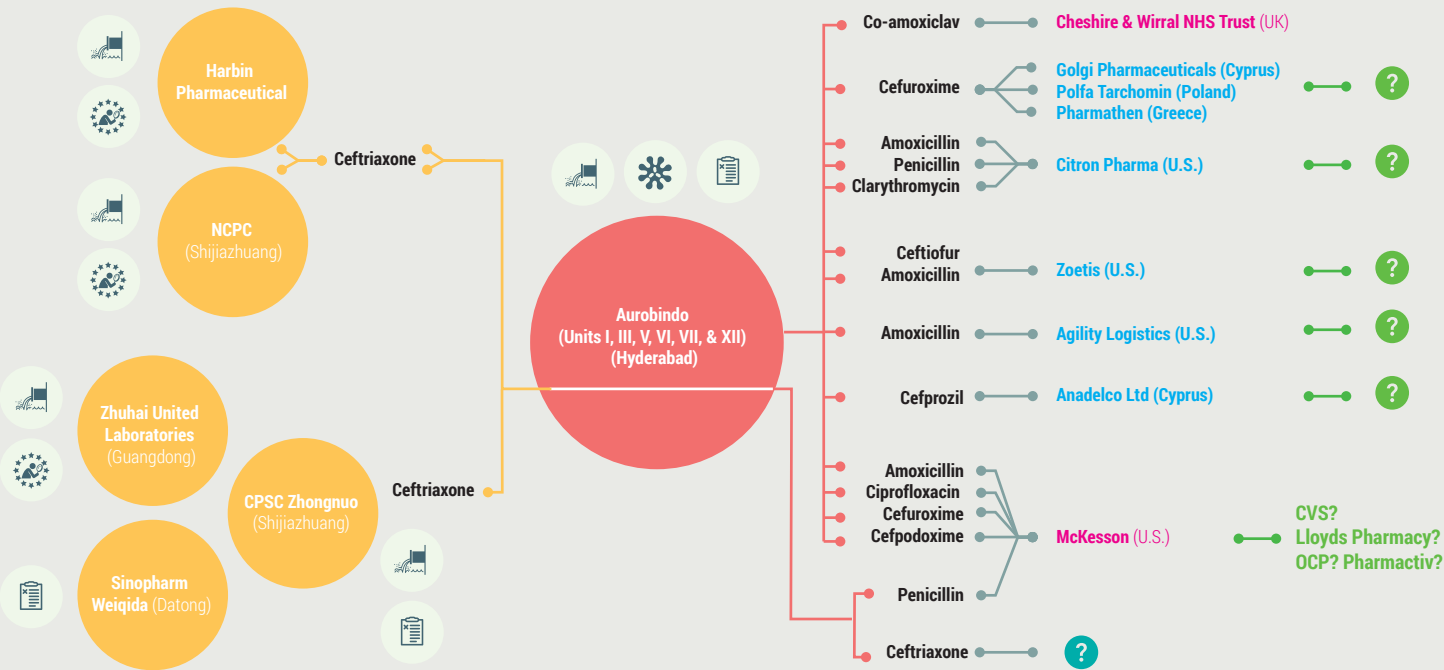 Harbin
Pharmaceutical
NCPC
(Shijiazhuang)
Ceftriaxone
Zhuhai United
Laboratories
(Guangdong)
CPSC Zhongnuo
(Shijiazhuang)
Sinopharm
Weiqida (Datong)
Ceftriaxone
Aurobindo
(Units I, III, V, VI, VII, & XII)
(Hyderabad)
Co-amoxiclav
Cheshire & Wirral NHS Trust (UK)
Cefuroxime
Golgi Pharmaceuticals (Cyprus)
Polfa Tarchomin (Poland)
Pharmathen (Greece)
?
Amoxicillin
Penicillin
Clarythromycin
Citron Pharma (U.S.)
?
Ceftiofur
Amoxicillin
Zoetis (U.S.)
?
Amoxicillin
Agility Logistics (U.S.)
?
Cefprozil
Anadelco Ltd (Cyprus)
?
Amoxicillin
Ciprofloxacin
Cefuroxime
Cefpodoxime
McKesson (U.S.)
CVS?
Lloyds Pharmacy?
OCP? Pharmactiv?
Penicillin
Ceftriaxone
?